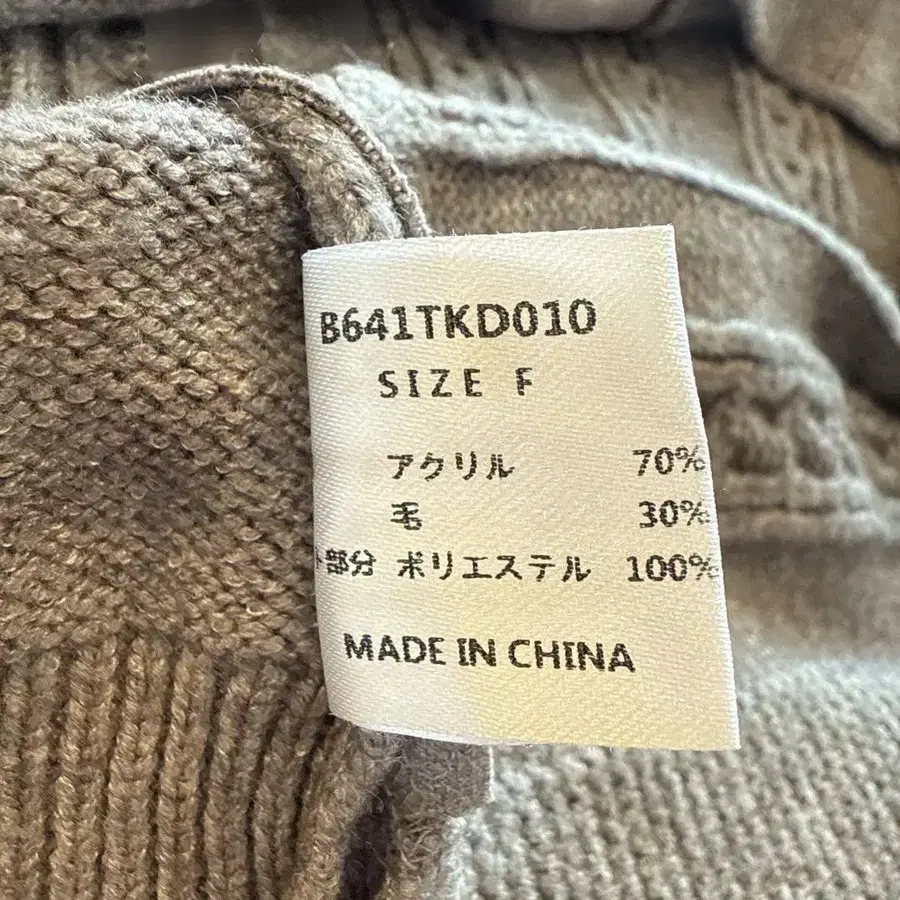 B641TKD010
SIZE F
アクリル 70%
毛 30%
部分 ポリエステル 100%
MADE IN CHINA